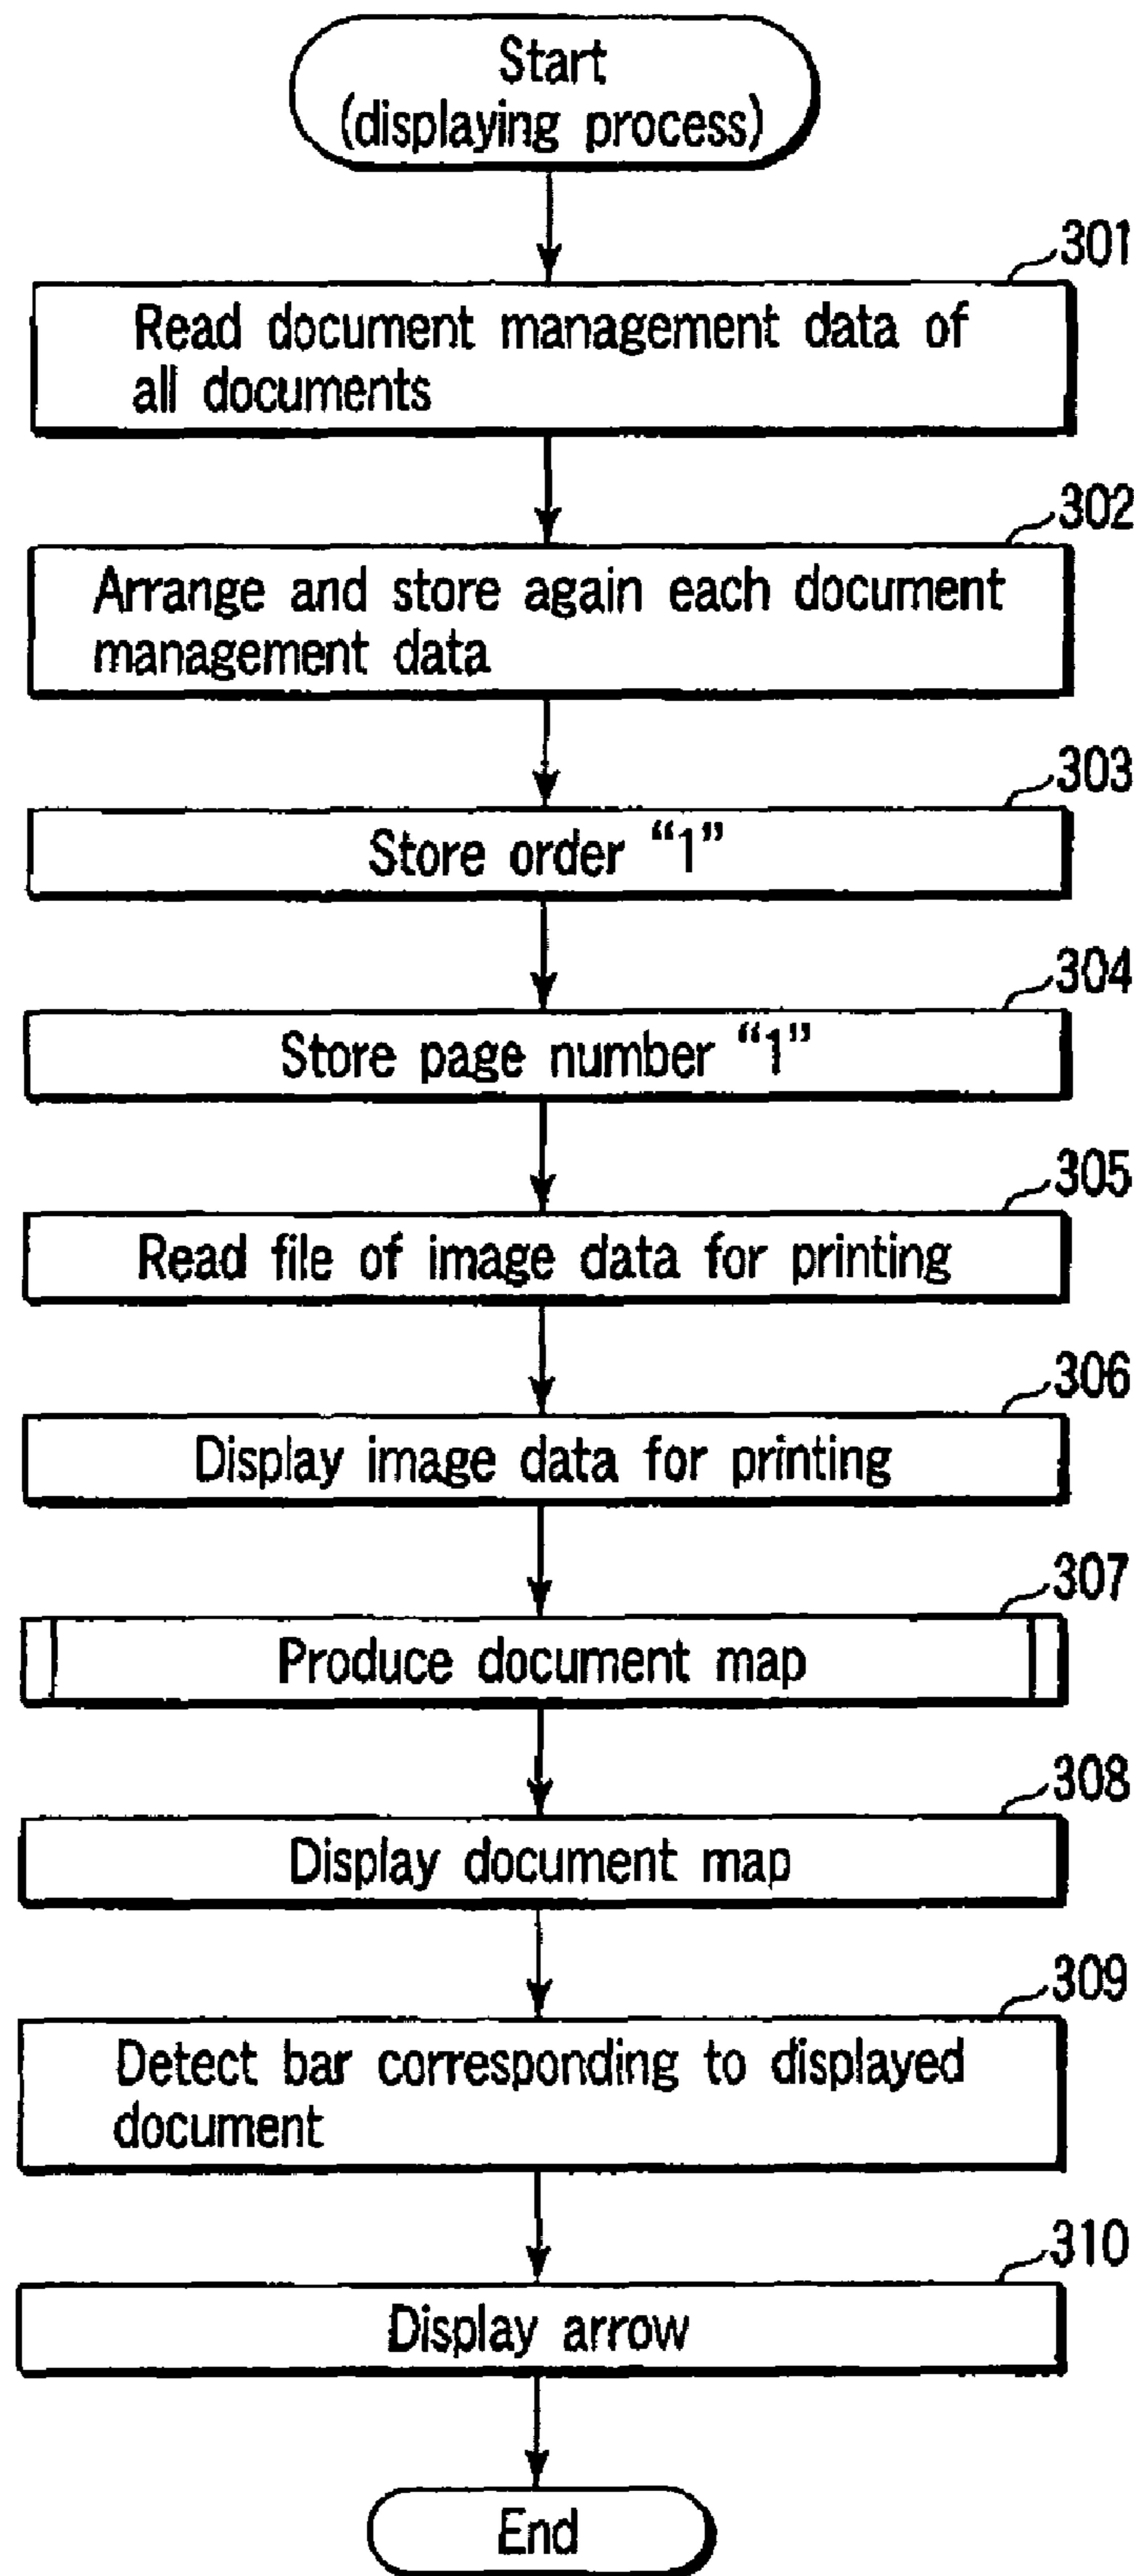 Start
(displaying process)
301
Read document management data of
all documents
302
Arrange and store again each document
management data
303
Store order “1”
304
Store page number “1”
305
Read file of image data for printing
306
Display image data for printing
307
Produce document map
308
Display document map
309
Detect bar corresponding to displayed
document
310
Display arrow
End